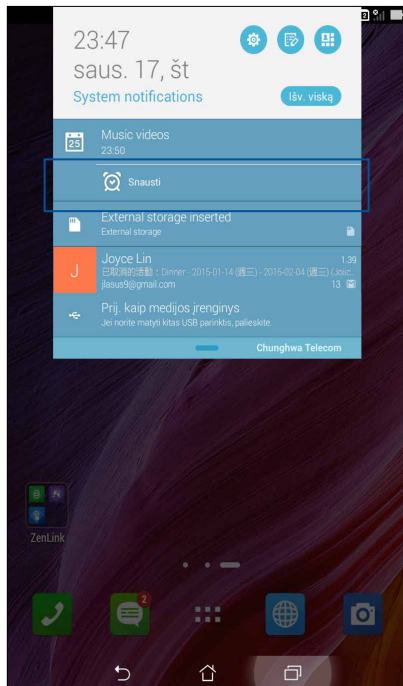 2
23:47
saus. 17, št
System notifications
Išv. viską
25
Music videos
23:50
Snausti
External storage inserted
External storage
J
Joyce Lin
1:39
已取消的活動：Dinner - 2015-01-14 (週三) - 2015-02-04 (週三) (Joiic...
jlasus9@gmail.com
13
Prij. kaip medijos įrenginys
Jei norite matyti kitas USB parinktis, palieskite.
Chunghwa Telecom
ZenLink
2